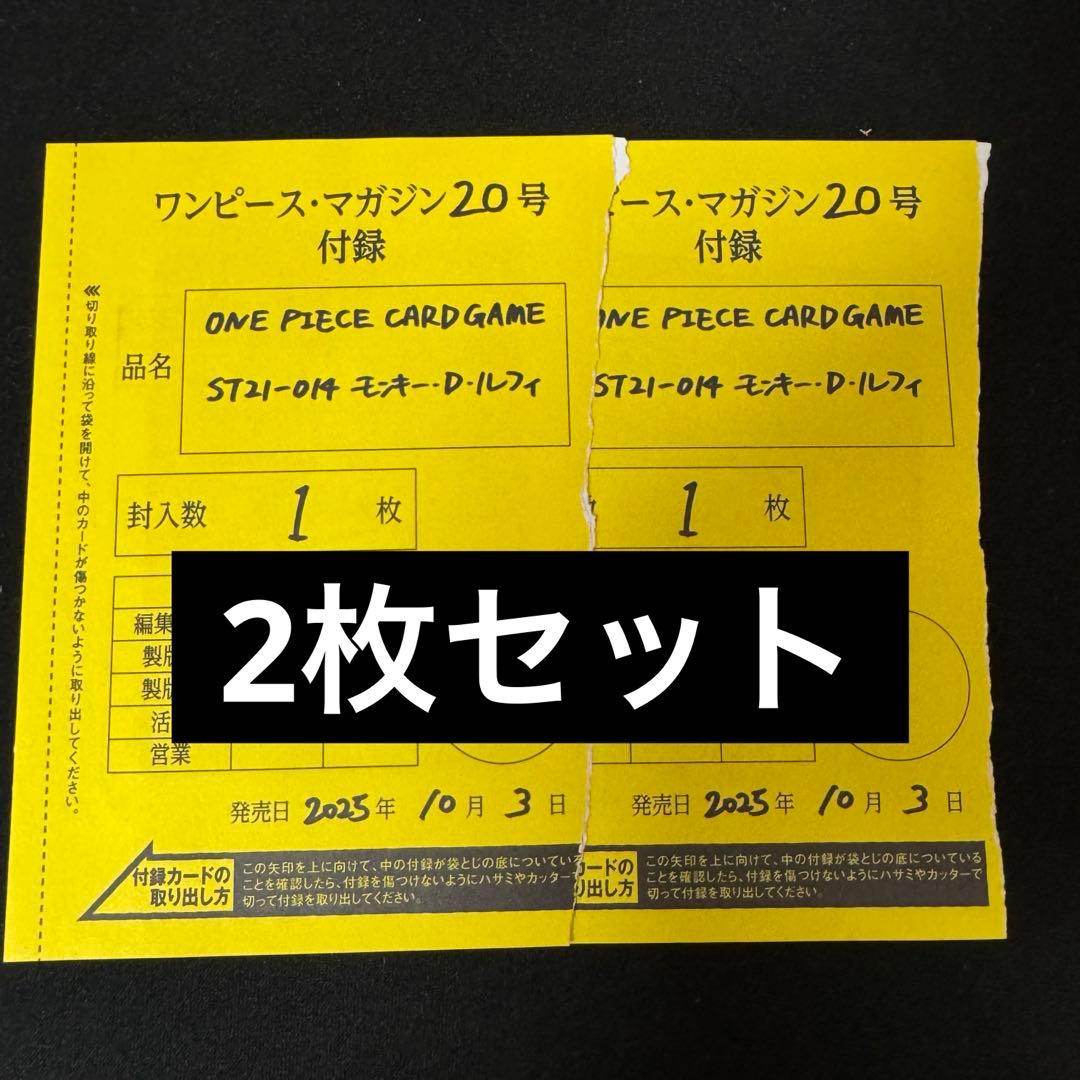 ワンピース・マガジン20号
付録
≪切り取り線に沿って袋を開けて、中のカードが傷つかないように取り出してください。
品名
ONE PIECE CARD GAME
ST21-014 モンキー・D・ルフィ
封入数 1 枚
編集
製版
製版
活
営業
発売日 2025年 10月 3日
付録カードの
取り出し方
この矢印を上に向けて、中の付録が袋とじの底についている
ことを確認したら、付録を傷つけないようにハサミやカッターで
切って付録を取り出してください。
ース・マガジン20号
付録
NE PIECE CARD GAME
ST21-014 モンキー・D・ルフィ
1 枚
発売日 2025年 10月 3日
カードの
り出し方
この矢印を上に向けて、中の付録が袋とじの底についている
ことを確認したら、付録を傷つけないようにハサミやカッターで
切って付録を取り出してください。
2枚セット